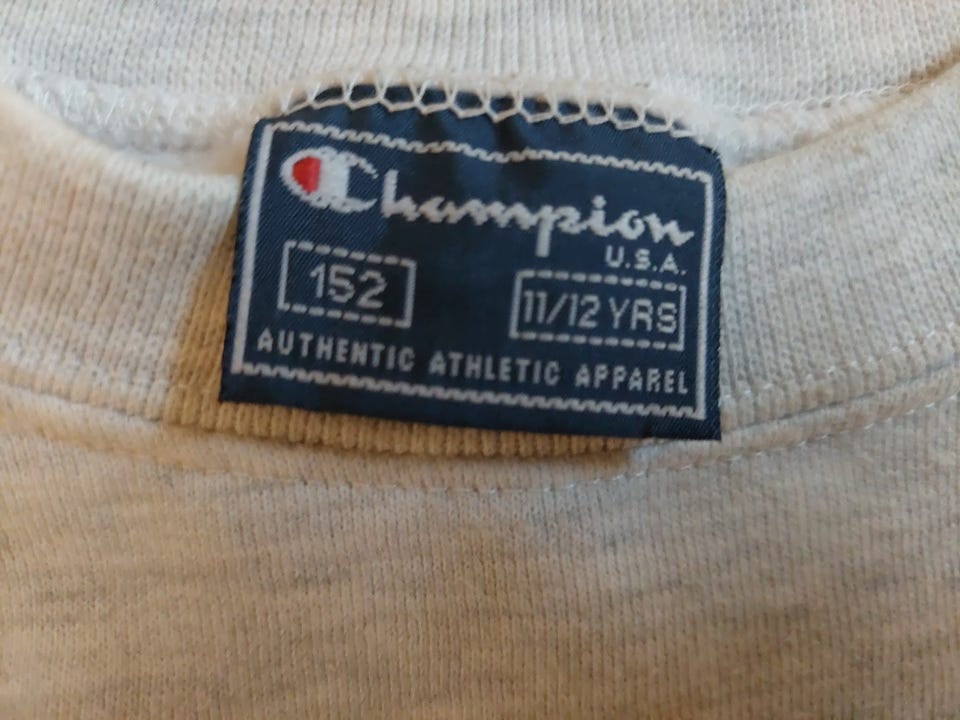 Champion
U.S.A.
152 11/12 YRS
AUTHENTIC ATHLETIC APPAREL